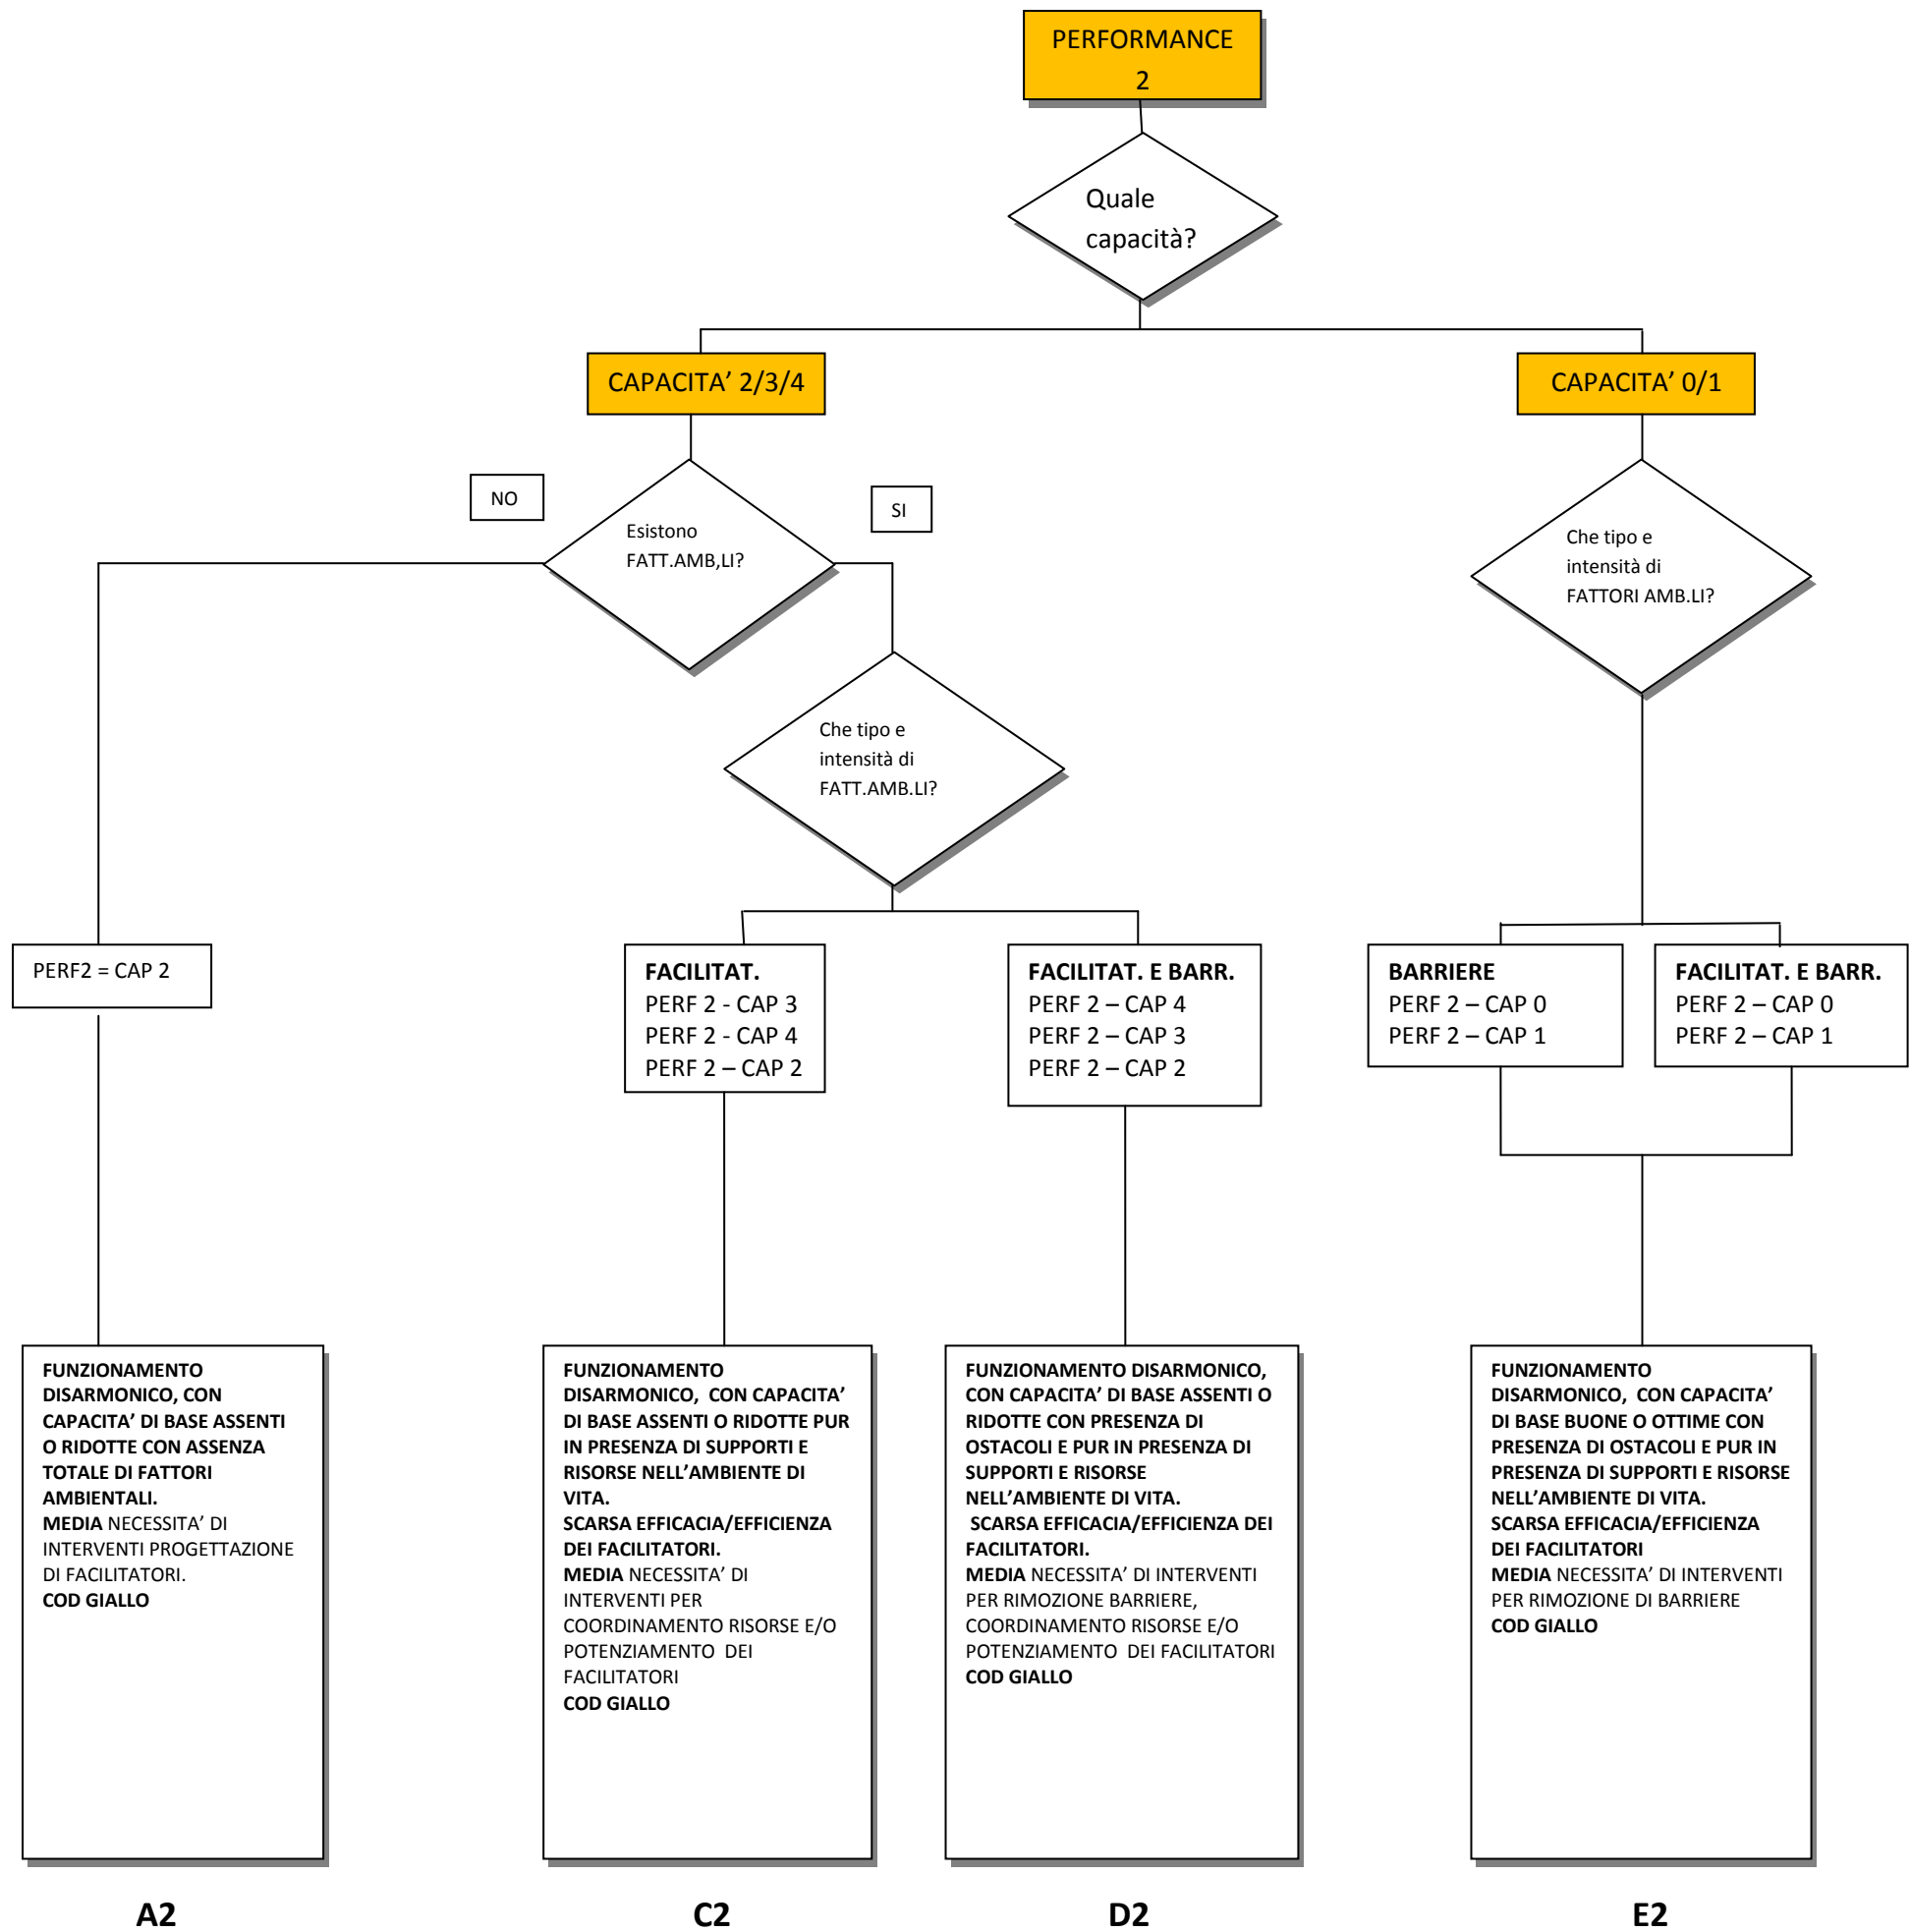 PERFORMANCE
2
Quale
capacità?
CAPACITA’ 2/3/4
CAPACITA’ 0/1
NO
SI
Esistono
FATT.AMB,LI?
Che tipo e
intensità di
FATTORI AMB.LI?
Che tipo e
intensità di
FATT.AMB.LI?
PERF2 = CAP 2
FACILITAT.
PERF 2 - CAP 3
PERF 2 - CAP 4
PERF 2 – CAP 2
FACILITAT. E BARR.
PERF 2 – CAP 4
PERF 2 – CAP 3
PERF 2 – CAP 2
BARRIERE
PERF 2 – CAP 0
PERF 2 – CAP 1
FACILITAT. E BARR.
PERF 2 – CAP 0
PERF 2 – CAP 1
FUNZIONAMENTO
DISARMONICO, CON
CAPACITA’ DI BASE ASSENTI
O RIDOTTE CON ASSENZA
TOTALE DI FATTORI
AMBIENTALI.
MEDIA NECESSITA’ DI
INTERVENTI PROGETTAZIONE
DI FACILITATORI.
COD GIALLO
FUNZIONAMENTO
DISARMONICO, CON CAPACITA’
DI BASE ASSENTI O RIDOTTE PUR
IN PRESENZA DI SUPPORTI E
RISORSE NELL’AMBIENTE DI
VITA.
SCARSA EFFICACIA/EFFICIENZA
DEI FACILITATORI.
MEDIA NECESSITA’ DI
INTERVENTI PER
COORDINAMENTO RISORSE E/O
POTENZIAMENTO DEI
FACILITATORI
COD GIALLO
FUNZIONAMENTO DISARMONICO,
CON CAPACITA’ DI BASE ASSENTI O
RIDOTTE CON PRESENZA DI
OSTACOLI E PUR IN PRESENZA DI
SUPPORTI E RISORSE
NELL’AMBIENTE DI VITA.
SCARSA EFFICACIA/EFFICIENZA DEI
FACILITATORI.
MEDIA NECESSITA’ DI INTERVENTI
PER RIMOZIONE BARRIERE,
COORDINAMENTO RISORSE E/O
POTENZIAMENTO DEI FACILITATORI
COD GIALLO
FUNZIONAMENTO
DISARMONICO, CON CAPACITA’
DI BASE BUONE O OTTIME CON
PRESENZA DI OSTACOLI E PUR IN
PRESENZA DI SUPPORTI E RISORSE
NELL’AMBIENTE DI VITA.
SCARSA EFFICACIA/EFFICIENZA
DEI FACILITATORI
MEDIA NECESSITA’ DI INTERVENTI
PER RIMOZIONE DI BARRIERE
COD GIALLO
A2
C2
D2
E2